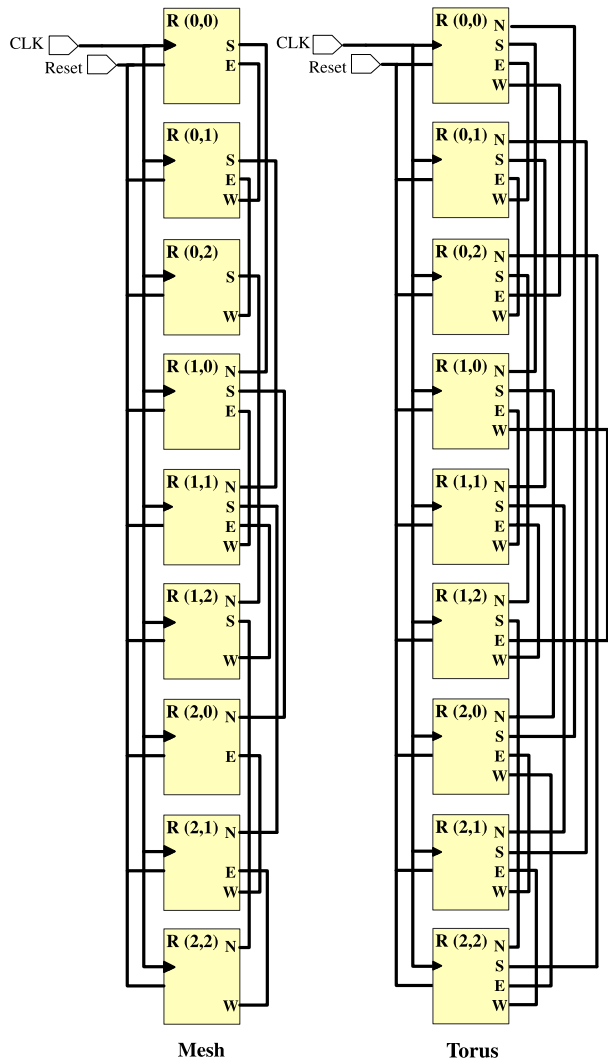 CLK
Reset
R (0,0)
S
E
R (0,1)
S
E
W
R (0,2)
S
W
R (1,0)
N
S
E
R (1,1)
N
S
E
W
R (1,2)
N
S
W
R (2,0)
N
E
R (2,1)
N
E
W
R (2,2)
N
W
Mesh
CLK
Reset
R (0,0)
N
S
E
W
R (0,1)
N
S
E
W
R (0,2)
N
S
E
W
R (1,0)
N
S
E
W
R (1,1)
N
S
E
W
R (1,2)
N
S
E
W
R (2,0)
N
S
E
W
R (2,1)
N
S
E
W
R (2,2)
N
S
E
W
Torus